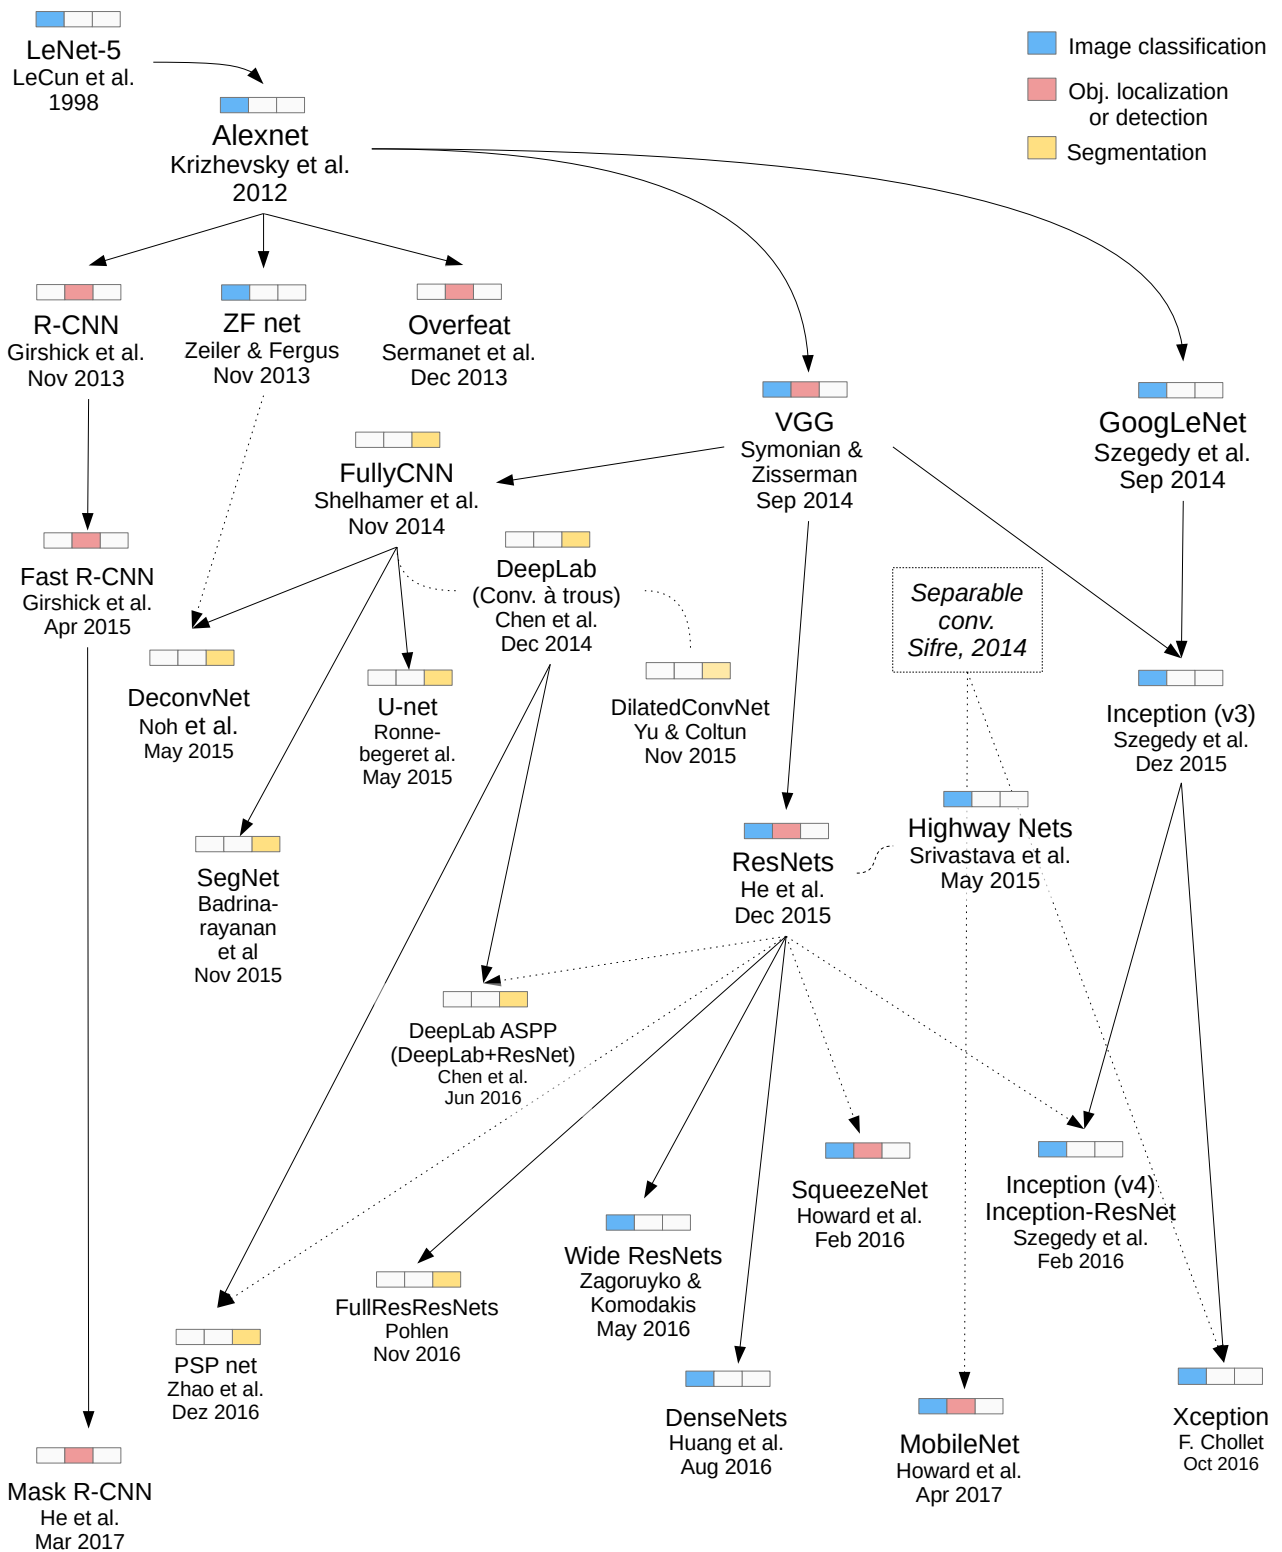 LeNet-5
LeCun et al.
1998
Image classification
Obj. localization
or detection
Segmentation
Alexnet
Krizhevsky et al.
2012
R-CNN
Girshick et al.
Nov 2013
ZF net
Zeiler & Fergus
Nov 2013
Overfeat
Sermanet et al.
Dec 2013
VGG
Symonian &
Zisserman
Sep 2014
GoogLeNet
Szegedy et al.
Sep 2014
FullyCNN
Shelhamer et al.
Nov 2014
Fast R-CNN
Girshick et al.
Apr 2015
DeepLab
(Conv. à trous)
Chen et al.
Dec 2014
Separable
conv.
Sifre, 2014
DeconvNet
Noh et al.
May 2015
U-net
Ronne-
begeret al.
May 2015
DilatedConvNet
Yu & Coltun
Nov 2015
Inception (v3)
Szegedy et al.
Dez 2015
SegNet
Badrina-
rayanan
et al
Nov 2015
ResNets
He et al.
Dec 2015
Highway Nets
Srivastava et al.
May 2015
DeepLab ASPP
(DeepLab+ResNet)
Chen et al.
Jun 2016
SqueezeNet
Howard et al.
Feb 2016
Inception (v4)
Inception-ResNet
Szegedy et al.
Feb 2016
Wide ResNets
Zagoruyko &
Komodakis
May 2016
FullResResNets
Pohlen
Nov 2016
PSP net
Zhao et al.
Dez 2016
DenseNets
Huang et al.
Aug 2016
MobileNet
Howard et al.
Apr 2017
Xception
F. Chollet
Oct 2016
Mask R-CNN
He et al.
Mar 2017